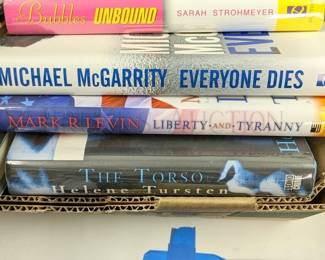 Bubbles UNBOUND SARAH STROHMEYER
MICHAEL McGARRITY EVERYONE DIES
MARK R. LEVIN LIBERTY AND TYRANNY
THE TORSO
Helene Tursten